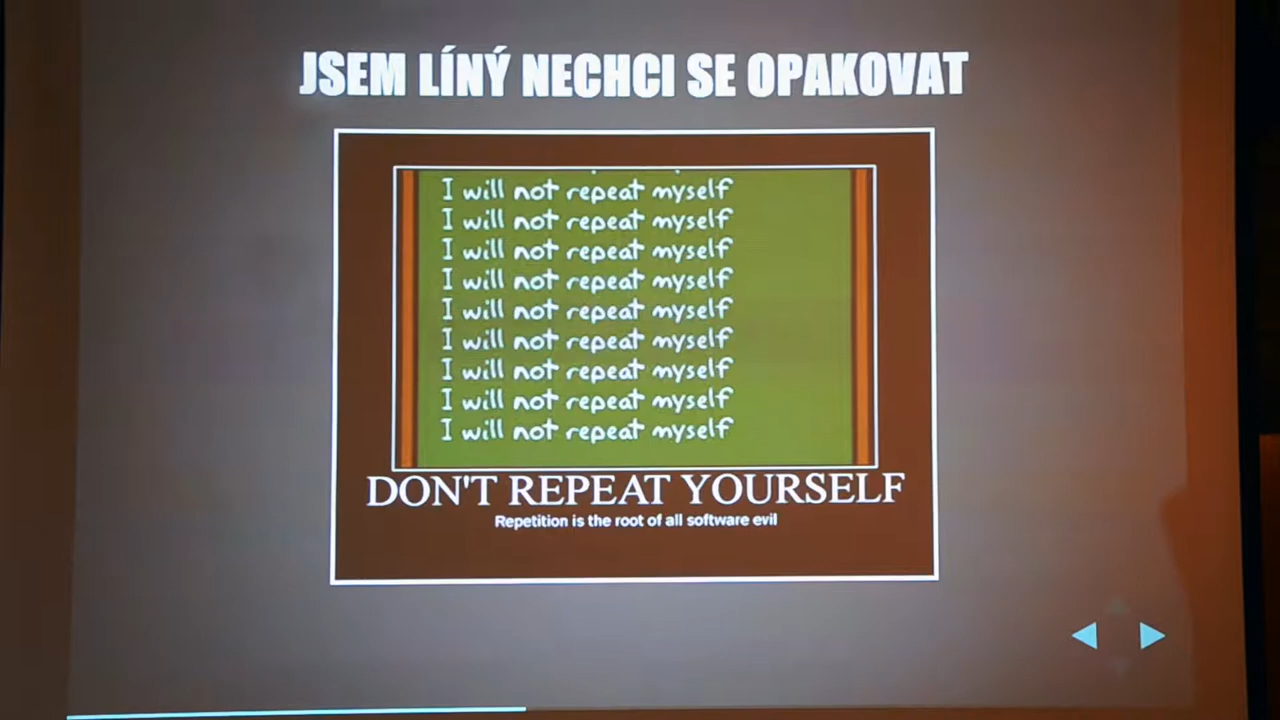 JSEM LÍNÝ NECHCI SE OPAKOVAT
I will not repeat myself
I will not repeat myself
I will not repeat myself
I will not repeat myself
I will not repeat myself
I will not repeat myself
I will not repeat myself
I will not repeat myself
I will not repeat myself
DON'T REPEAT YOURSELF
Repetition is the root of all software evil